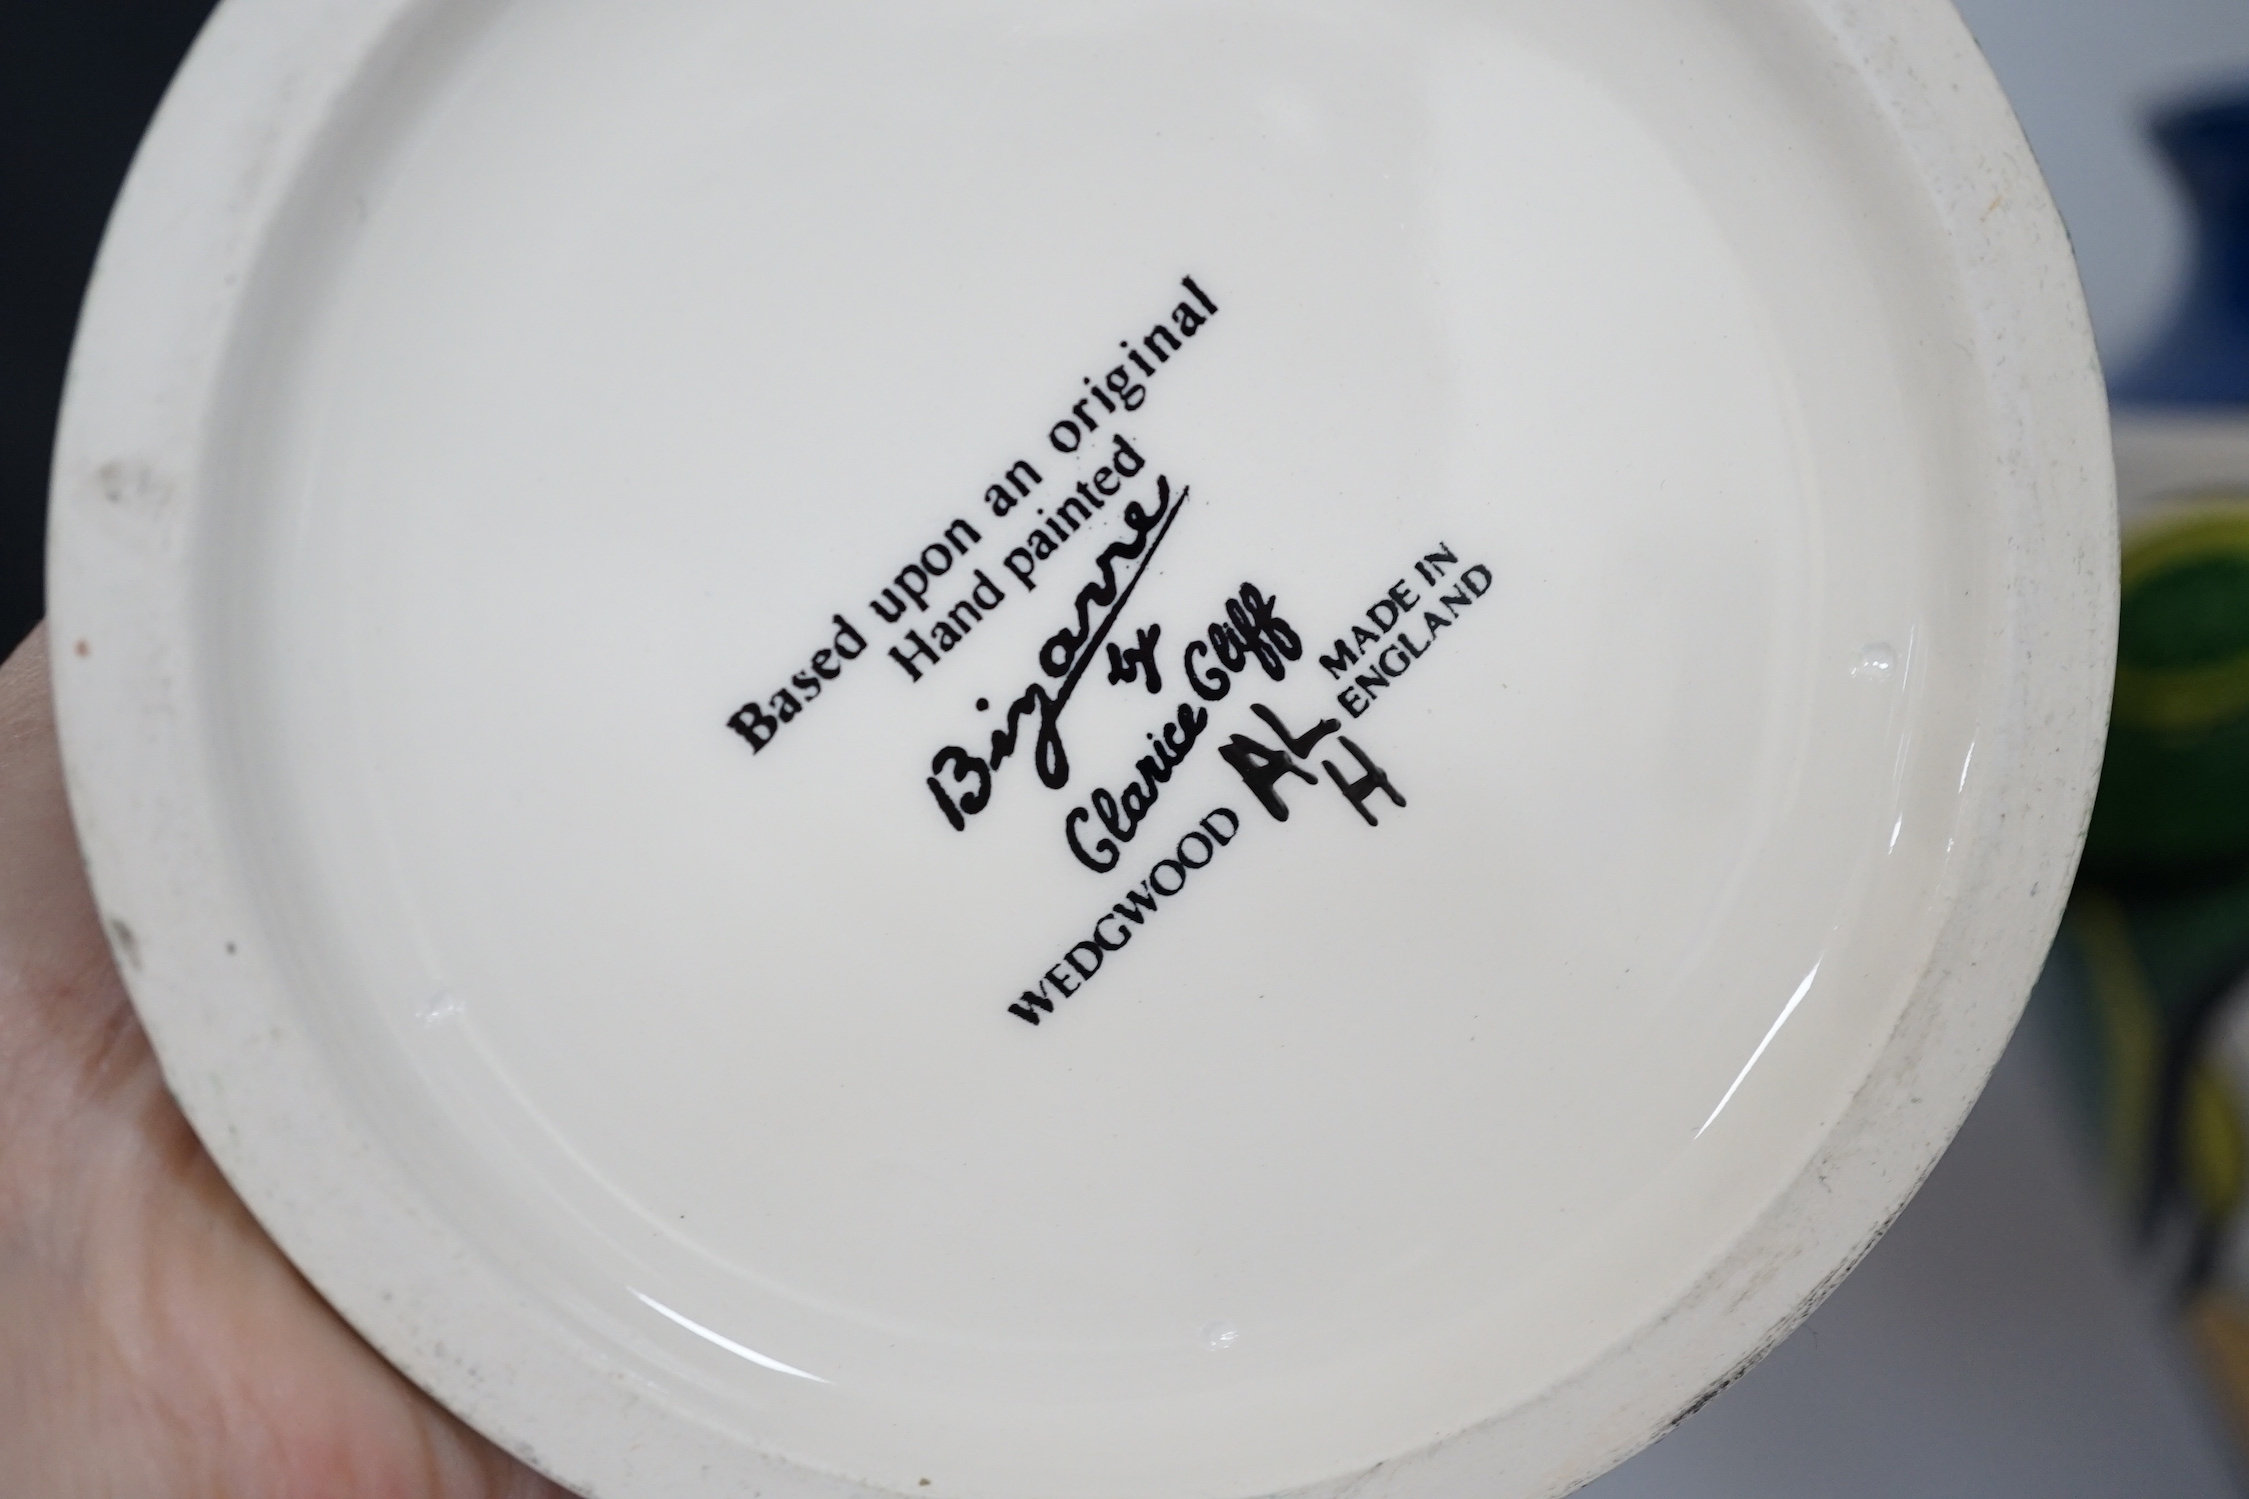 Based upon an original
Hand painted
Bizarre
by
Clarice Cliff
WEDGWOOD
MADE IN
ENGLAND
AL
H